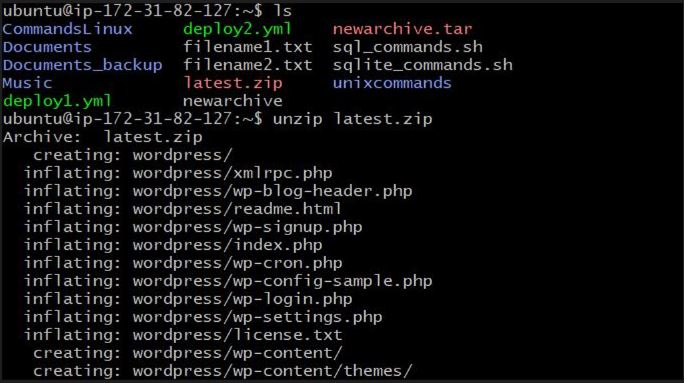 ubuntu@ip-172-31-82-127:~$ ls
CommandsLinux deploy2.yml newarchive.tar
Documents filename1.txt sql_commands.sh
Documents_backup filename2.txt sqlite_commands.sh
Music latest.zip unixcommands
deploy1.yml newarchive
ubuntu@ip-172-31-82-127:~$ unzip latest.zip
Archive: latest.zip
creating: wordpress/
inflating: wordpress/xmlrpc.php
inflating: wordpress/wp-blog-header.php
inflating: wordpress/readme.html
inflating: wordpress/wp-signup.php
inflating: wordpress/index.php
inflating: wordpress/wp-cron.php
inflating: wordpress/wp-config-sample.php
inflating: wordpress/wp-login.php
inflating: wordpress/wp-settings.php
inflating: wordpress/license.txt
creating: wordpress/wp-content/
creating: wordpress/wp-content/themes/